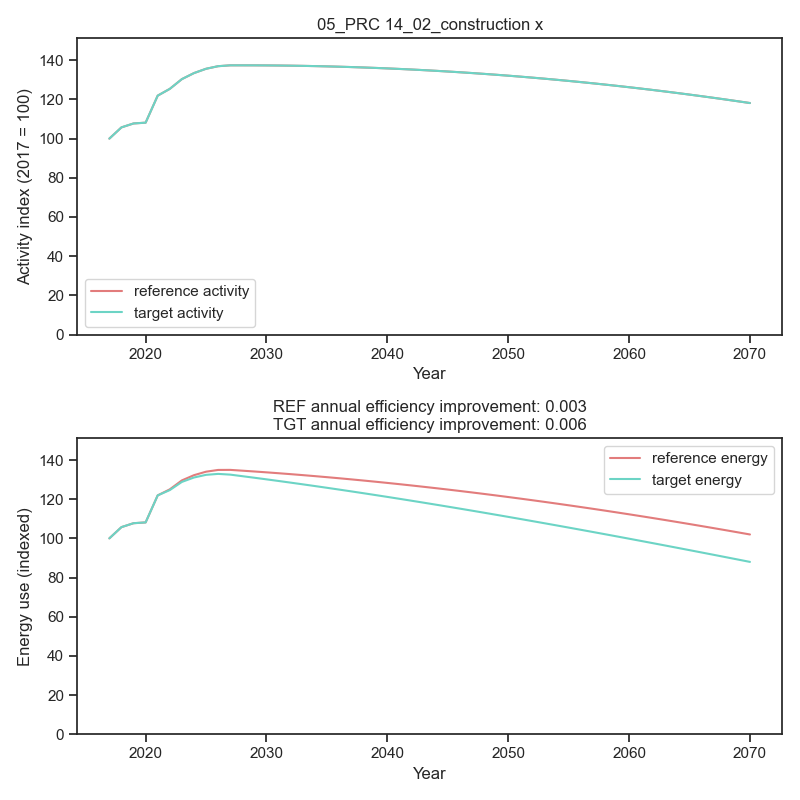 05_PRC 14_02_construction x
Activity index (2017 = 100)
140
120
100
80
60
40
20
0
reference activity
target activity
2020 2030 2040 2050 2060 2070
Year
REF annual efficiency improvement: 0.003
TGT annual efficiency improvement: 0.006
Energy use (indexed)
140
120
100
80
60
40
20
0
reference energy
target energy
2020 2030 2040 2050 2060 2070
Year